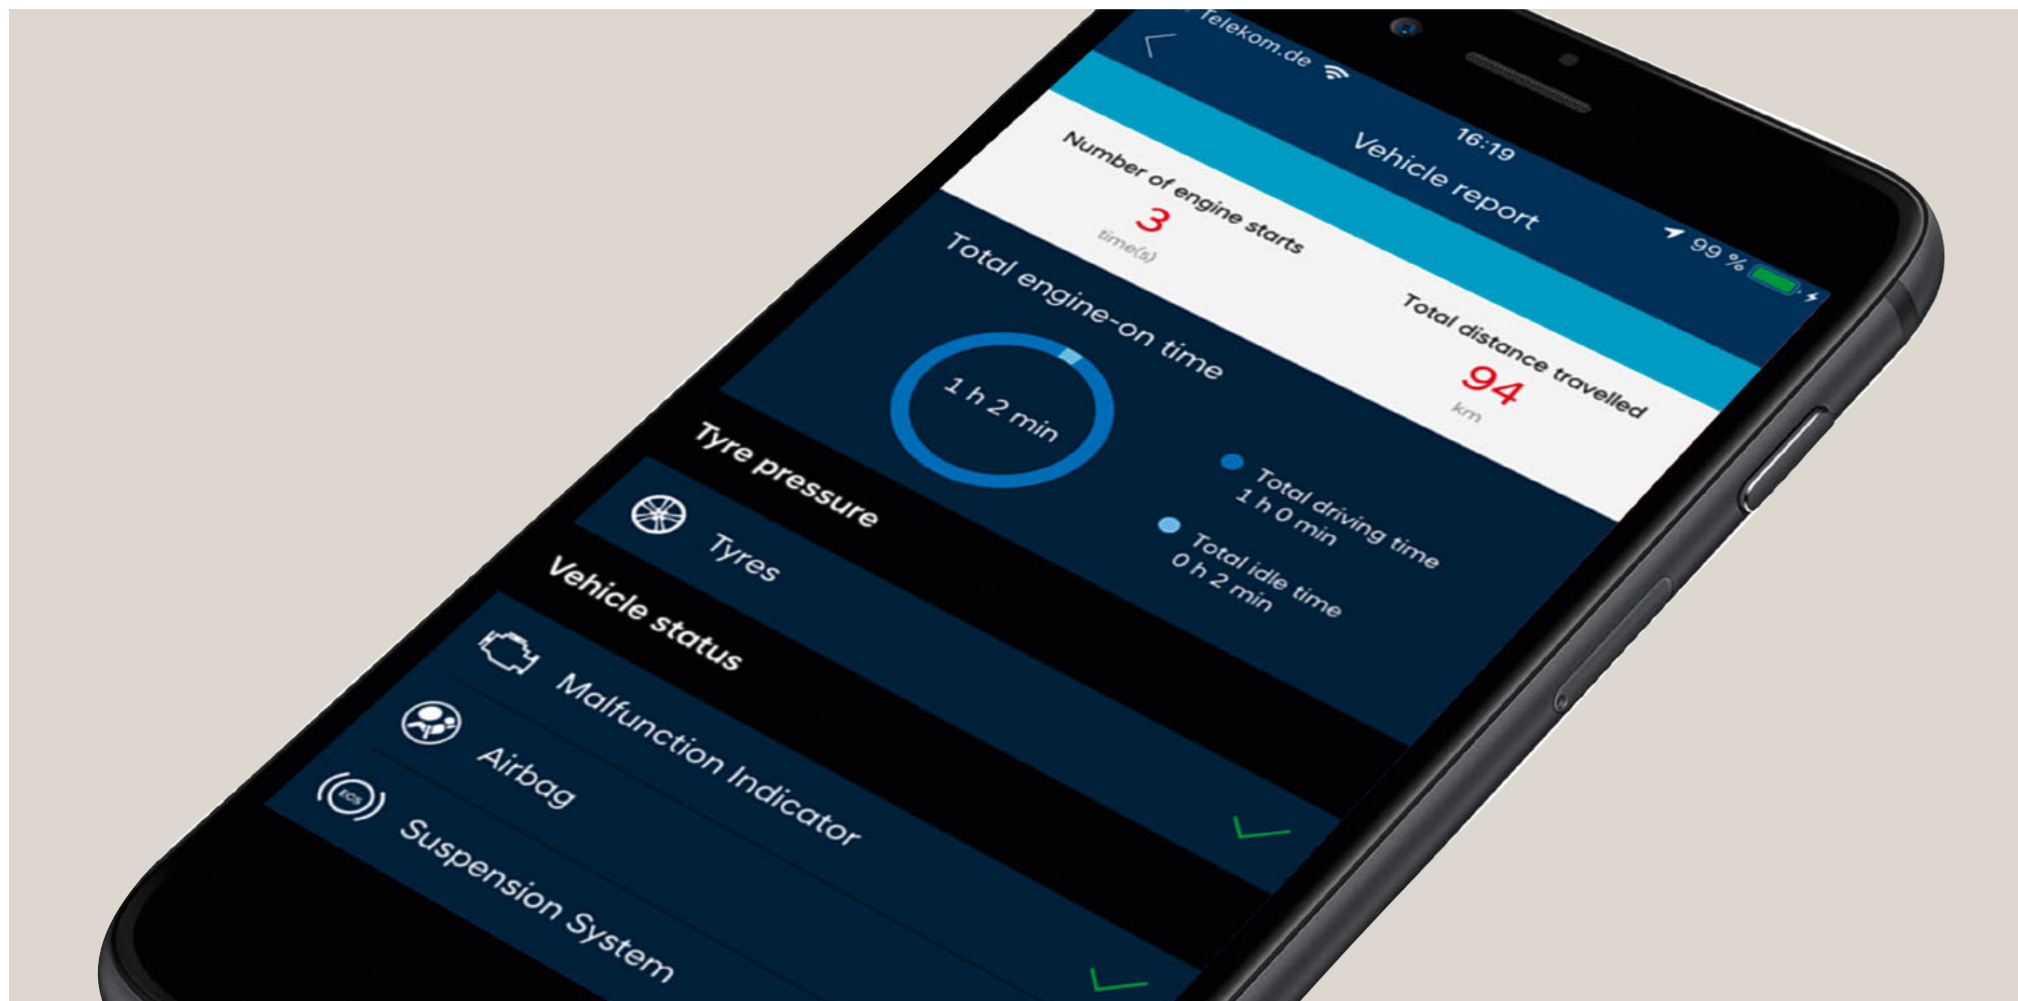 Telekom.de
16:19
99 %
Vehicle report
Number of engine starts
3
time(s)
Total distance travelled
94
km
Total engine-on time
1 h 2 min
Total driving time
1 h 0 min
Total idle time
0 h 2 min
Tyre pressure
Tyres
Vehicle status
Malfunction Indicator
Airbag
Suspension System